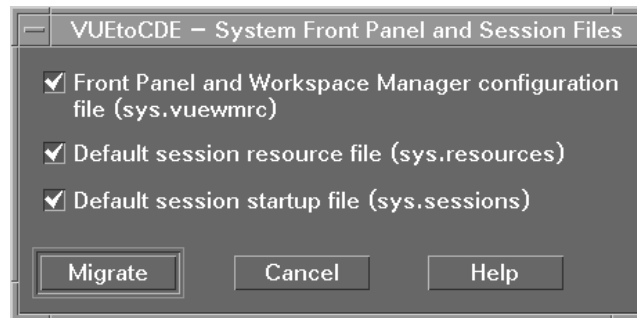 VUEtoCDE – System Front Panel and Session Files
Front Panel and Workspace Manager configuration
file (sys.vuewmrc)
Default session resource file (sys.resources)
Default session startup file (sys.sessions)
Migrate Cancel Help